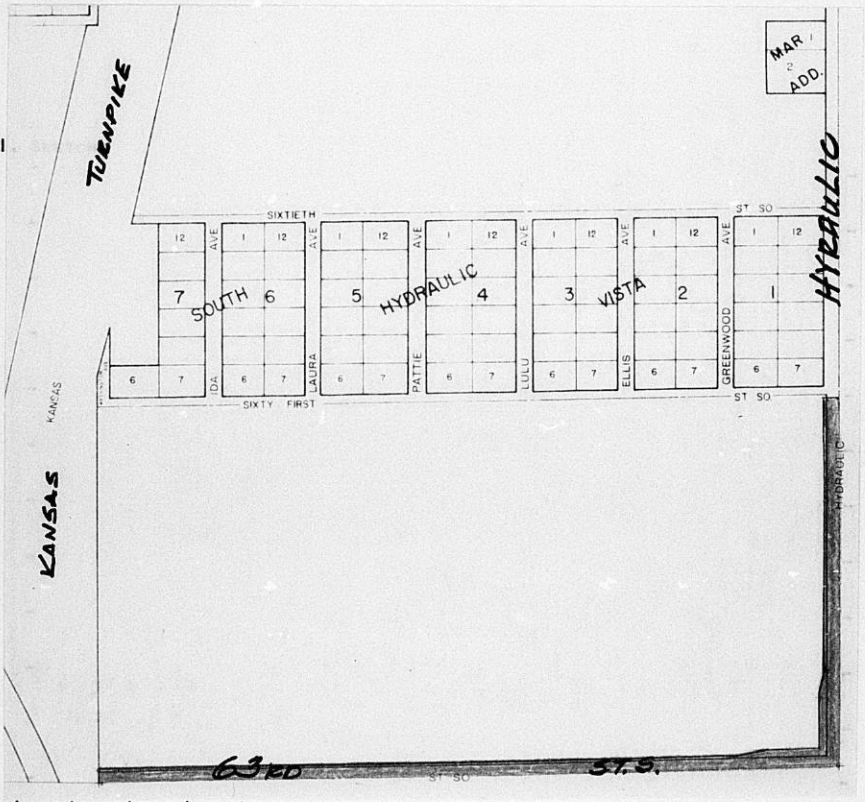 MAR 1
2
ADD.
TURNPIKE
HYRAULIC
SIXTIETH ST SO
12 AVE 1 12 AVE 1 12 AVE 1 12 AVE 1 12 AVE 1 12 AVE 1 12
7 6 5 4 3 2 1
SOUTH HYDRAULIC VISTA
6 7 IDA 6 7 LAURA 6 7 PATTIE 6 7 LULU 6 7 ELLIS 6 7 GREENWOOD 6 7
SIXTY FIRST ST SO
KANSAS
KANSAS
HYDRAULIC
63RD ST. S.
ST SO